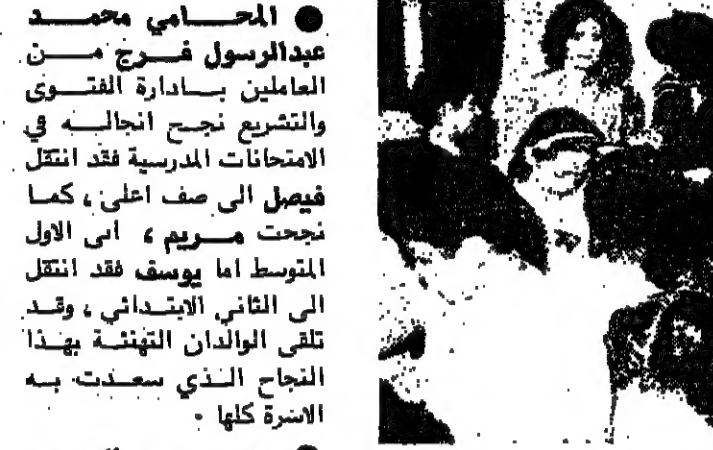 ● المحامي محمد
عبدالرسول فرج من
العاملين بادارة الفتوى
والتشريع نجح انجاله في
الامتحانات المدرسية فقد انتقل
فيصل الى صف اعلى ، كما
نجحت مريم ، الى الاول
المتوسط اما يوسف فقد انتقل
الى الثاني الابتدائي ، وقد
تلقى الوالدان التهنئة بهذا
النجاح الذي سعدت به
الاسرة كلها .